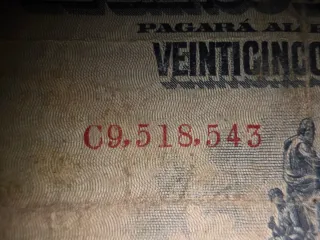 PAGARÁ AL
VEINTICINCO
C9,518,543